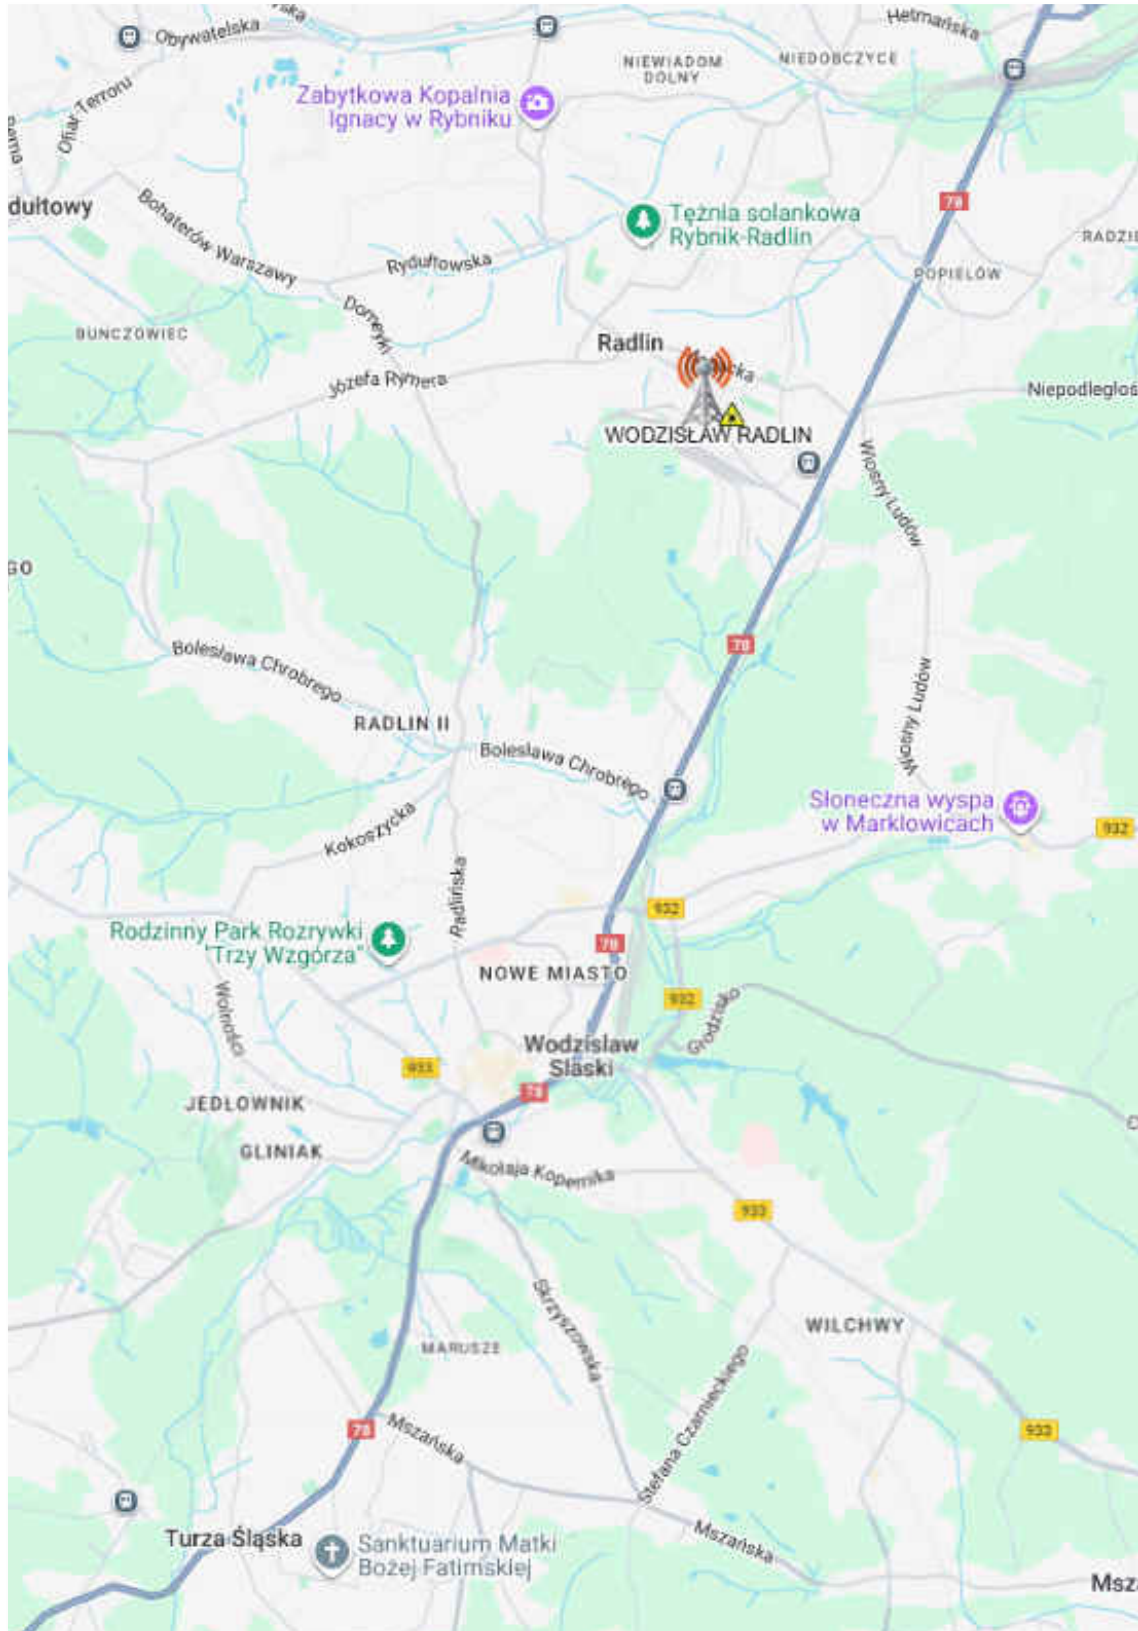 Obywatelska
Hetmańska
NIEWIADOM
DOLNY
NIEDOBCZYCE
Zabytkowa Kopalnia
Ignacy w Rybniku
Ofiar Terroru
dułtowy
78
Tężnia solankowa
Rybnik-Radlin
Bohaterów Warszawy
Rydułtowska
POPIELÓW
Domeyki
BUŃCZOWIEC
Radlin
Józefa Rymera
WODZISŁAW RADLIN
Wiosny Ludów
Bolesława Chrobrego
78
Wiosny Ludów
RADLIN II
Bolesława Chrobrego
Słoneczna wyspa
w Marklowicach
932
Kokoszycka
Radlińska
932
Rodzinny Park Rozrywki
"Trzy Wzgórza"
78
NOWE MIASTO
932
Wolności
Grodzisko
Wodzisław
Śląski
933
78
JEDŁOWNIK
GLINIAK
Mikołaja Kopernika
933
Skrzyszowska
WILCHWY
MARUSZE
Stefana Czarnieckiego
78
Mszańska
933
Turza Śląska
Sanktuarium Matki
Bożej Fatimskiej
Mszańska